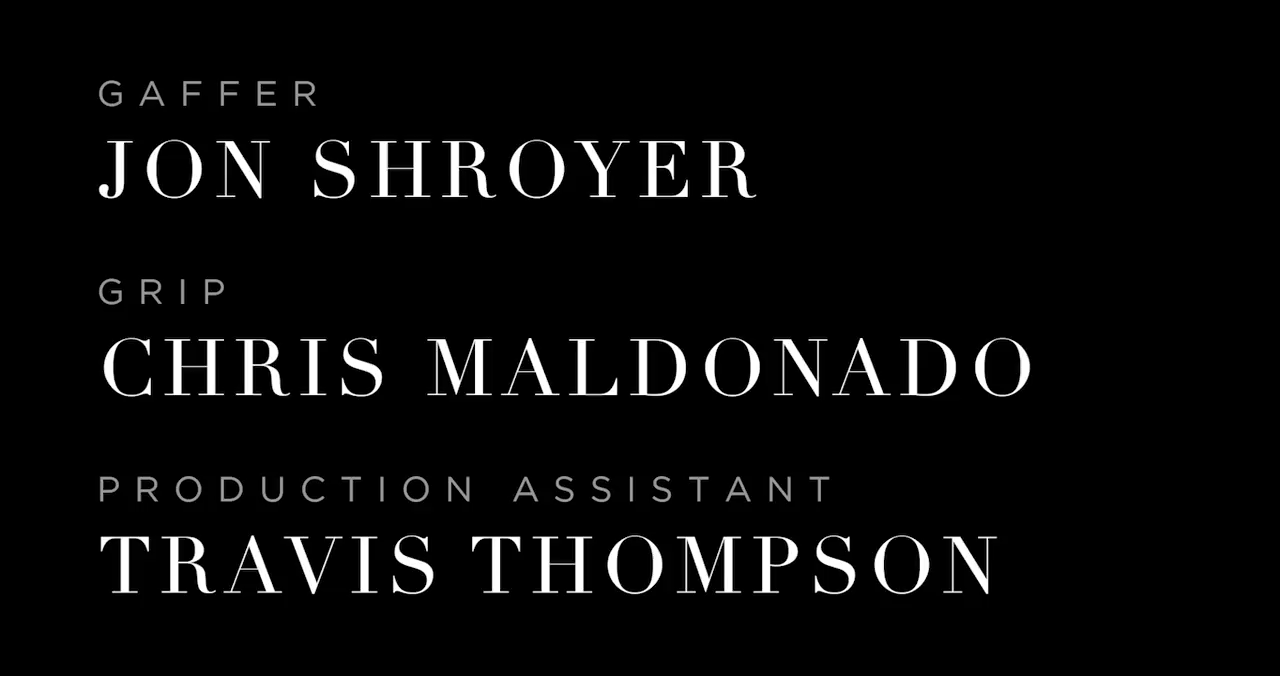 GAFFER
JON SHROYER
GRIP
CHRIS MALDONADO
PRODUCTION ASSISTANT
TRAVIS THOMPSON